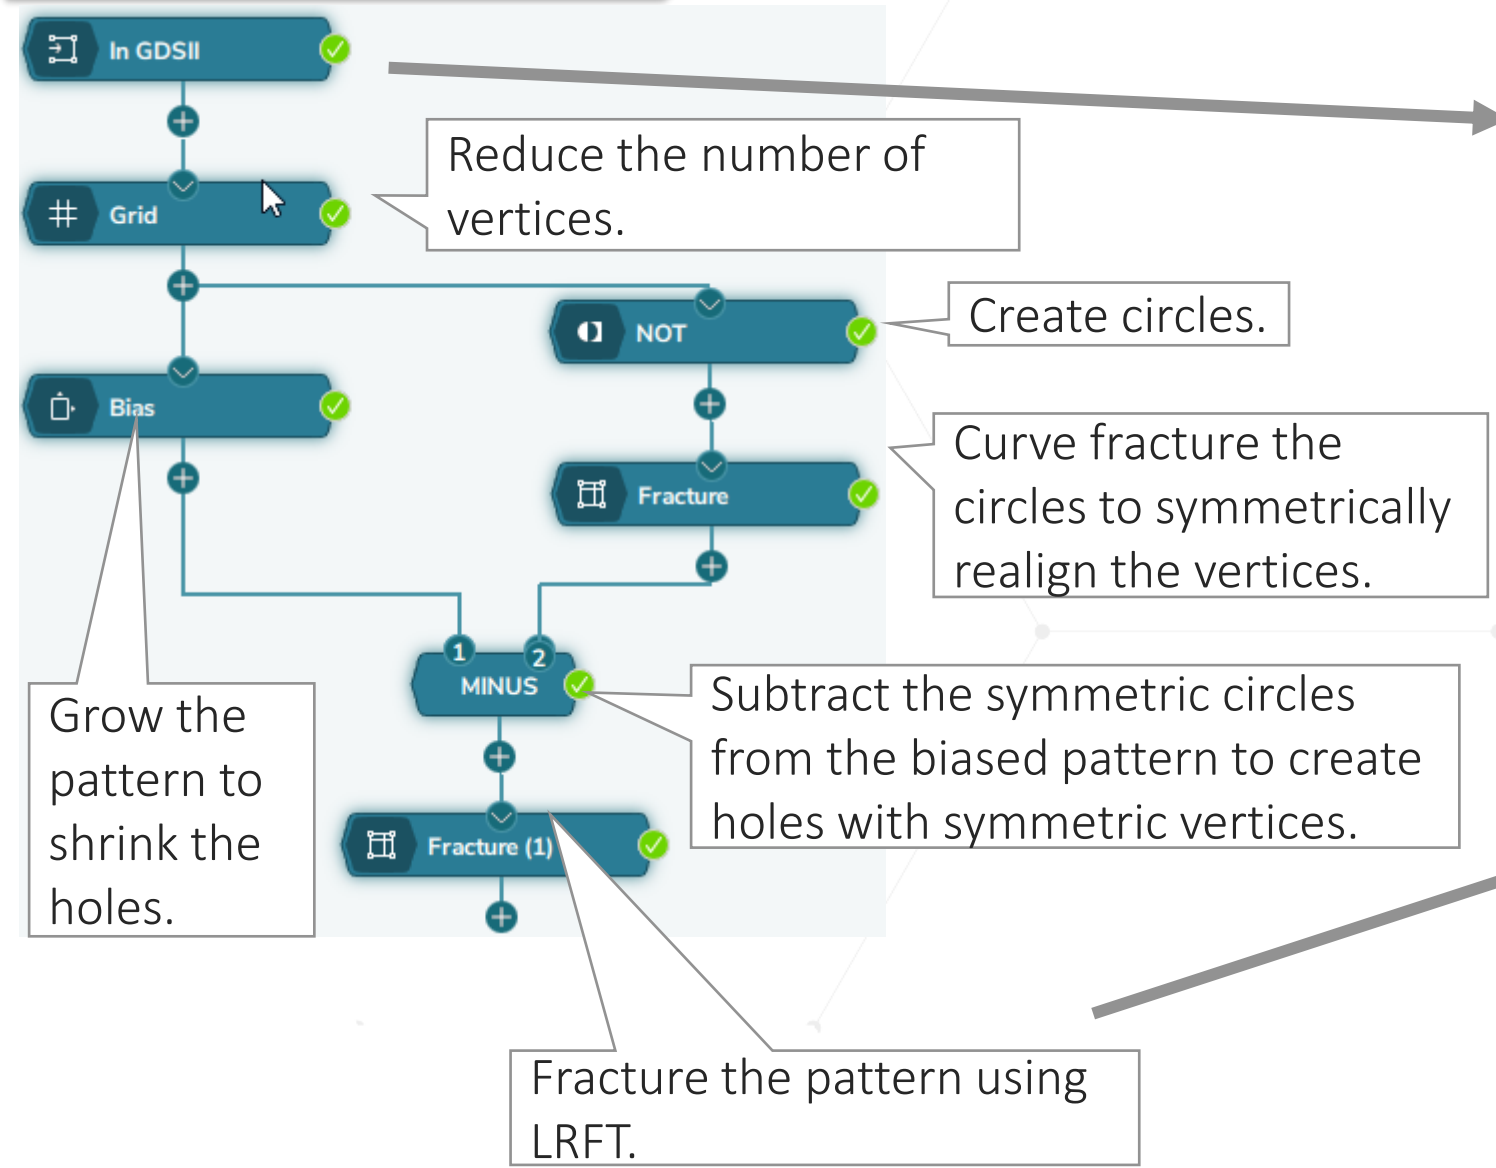 In GDSII
Reduce the number of
vertices.
Grid
NOT
Create circles.
Bias
Curve fracture the
circles to symmetrically
realign the vertices.
Fracture
1
2
MINUS
Subtract the symmetric circles
from the biased pattern to create
holes with symmetric vertices.
Grow the
pattern to
shrink the
holes.
Fracture (1)
Fracture the pattern using
LRFT.